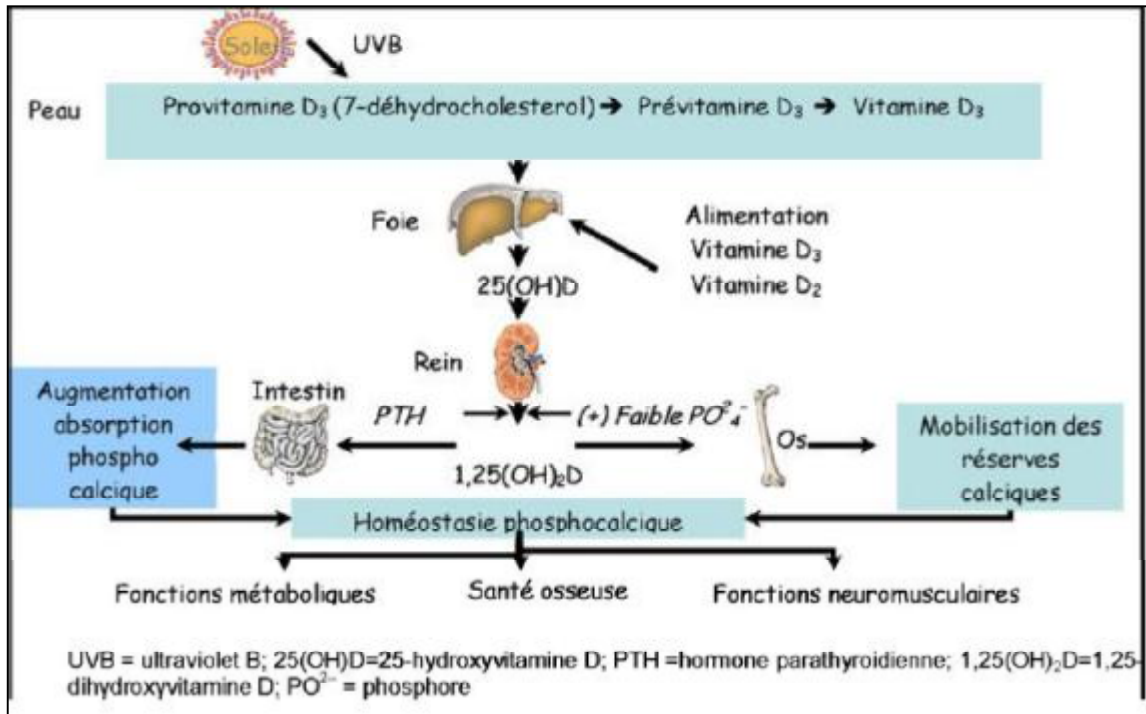 Soleil
UVB
Peau
Provitamine D₃ (7-déhydrocholesterol) → Prévitamine D₃ → Vitamine D₃
Foie
Alimentation
Vitamine D₃
Vitamine D₂
25(OH)D
Rein
Augmentation
absorption
phospho
calcique
Intestin
PTH
(+) Faible PO²₄⁻
1,25(OH)₂D
Os
Mobilisation des
réserves
calciques
Homéostasie phosphocalcique
Fonctions métaboliques
Santé osseuse
Fonctions neuromusculaires
UVB = ultraviolet B; 25(OH)D=25-hydroxyvitamine D; PTH =hormone parathyroidienne; 1,25(OH)₂D=1,25-
dihydroxyvitamine D; PO²⁻ = phosphore